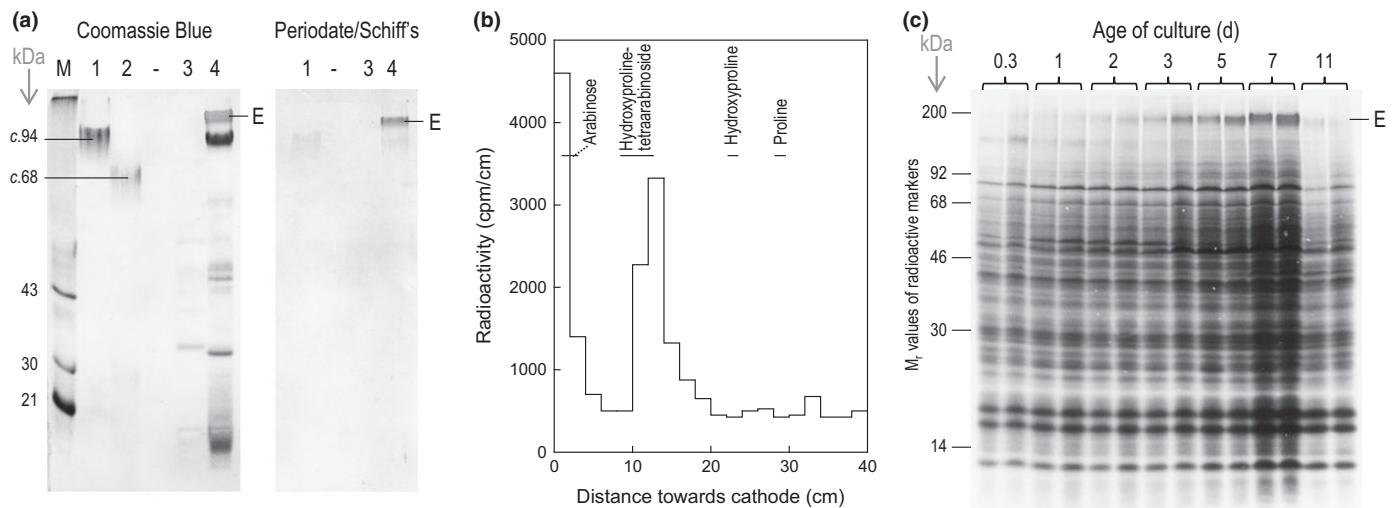 (a)
Coomassie Blue
Periodate/Schiff's
kDa
M 1 2 - 3 4
1 - 3 4
E
E
c.94
c.68
43
30
21
(b)
5000
4000
3000
2000
1000
0
Radioactivity (cpm/cm)
Arabinose
Hydroxyproline-
tetraarabinoside
Hydroxyproline
Proline
0 10 20 30 40
Distance towards cathode (cm)
(c)
Age of culture (d)
kDa
0.3 1 2 3 5 7 11
200
92
68
46
30
14
Mr values of radioactive markers
E